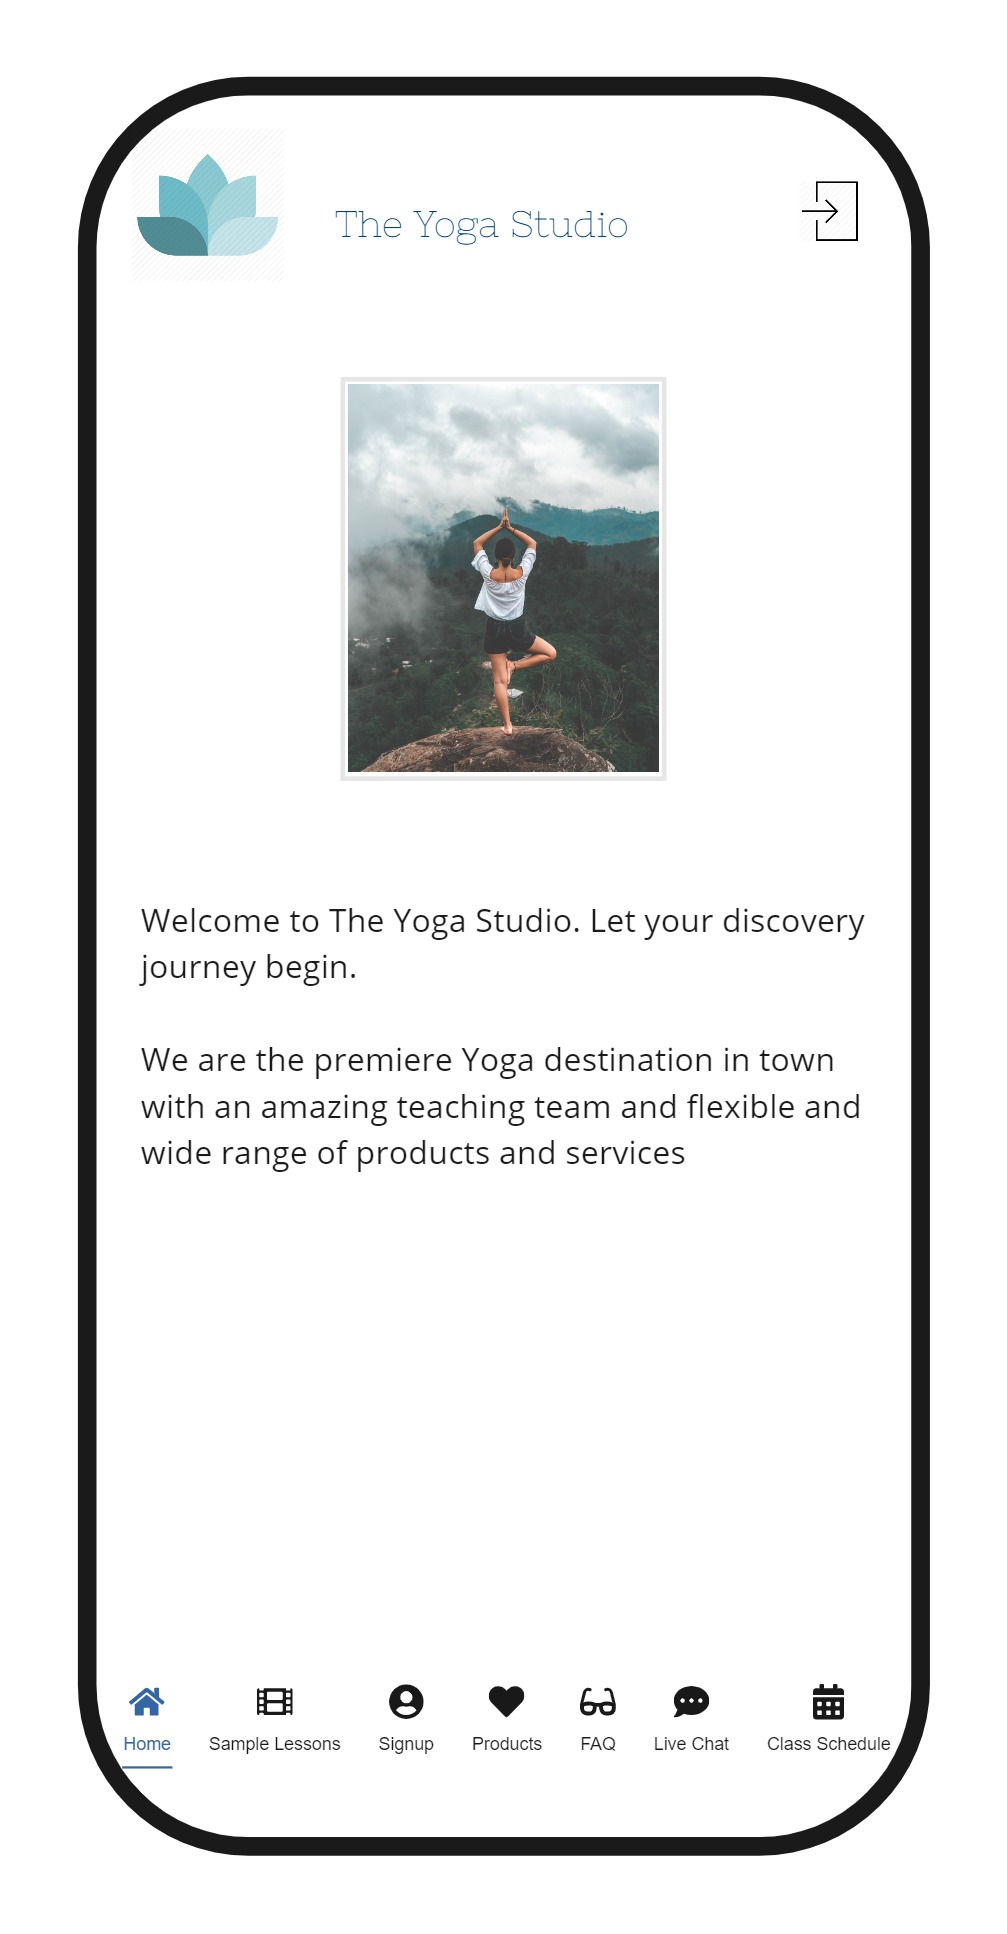 The Yoga Studio
Welcome to The Yoga Studio. Let your discovery
journey begin.
We are the premiere Yoga destination in town
with an amazing teaching team and flexible and
wide range of products and services
Home Sample Lessons Signup Products FAQ Live Chat Class Schedule